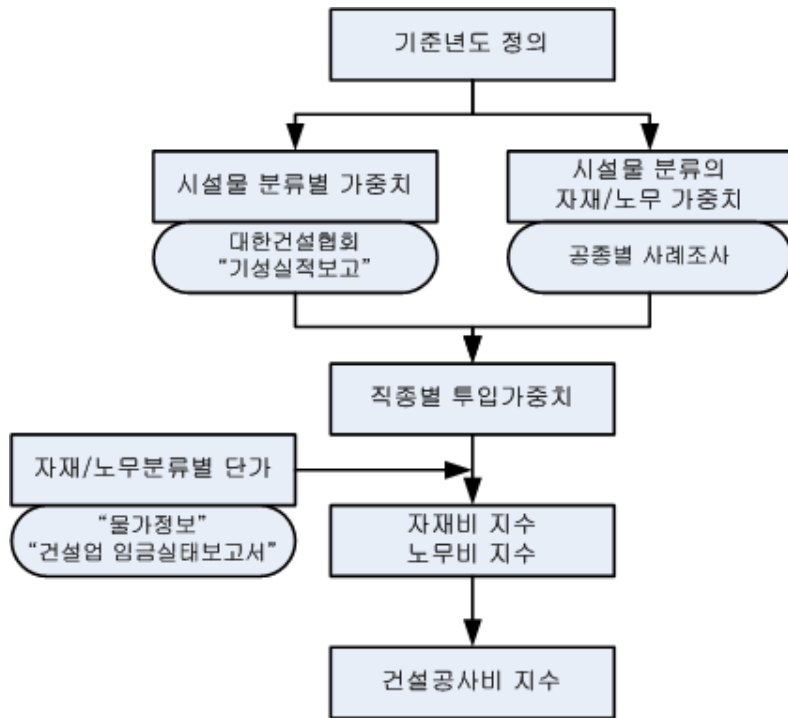 기준년도 정의
시설물 분류별 가중치
대한건설협회
“기성실적보고”
시설물 분류의
자재/노무 가중치
공종별 사례조사
직종별 투입가중치
자재/노무분류별 단가
“물가정보”
“건설업 임금실태보고서”
자재비 지수
노무비 지수
건설공사비 지수